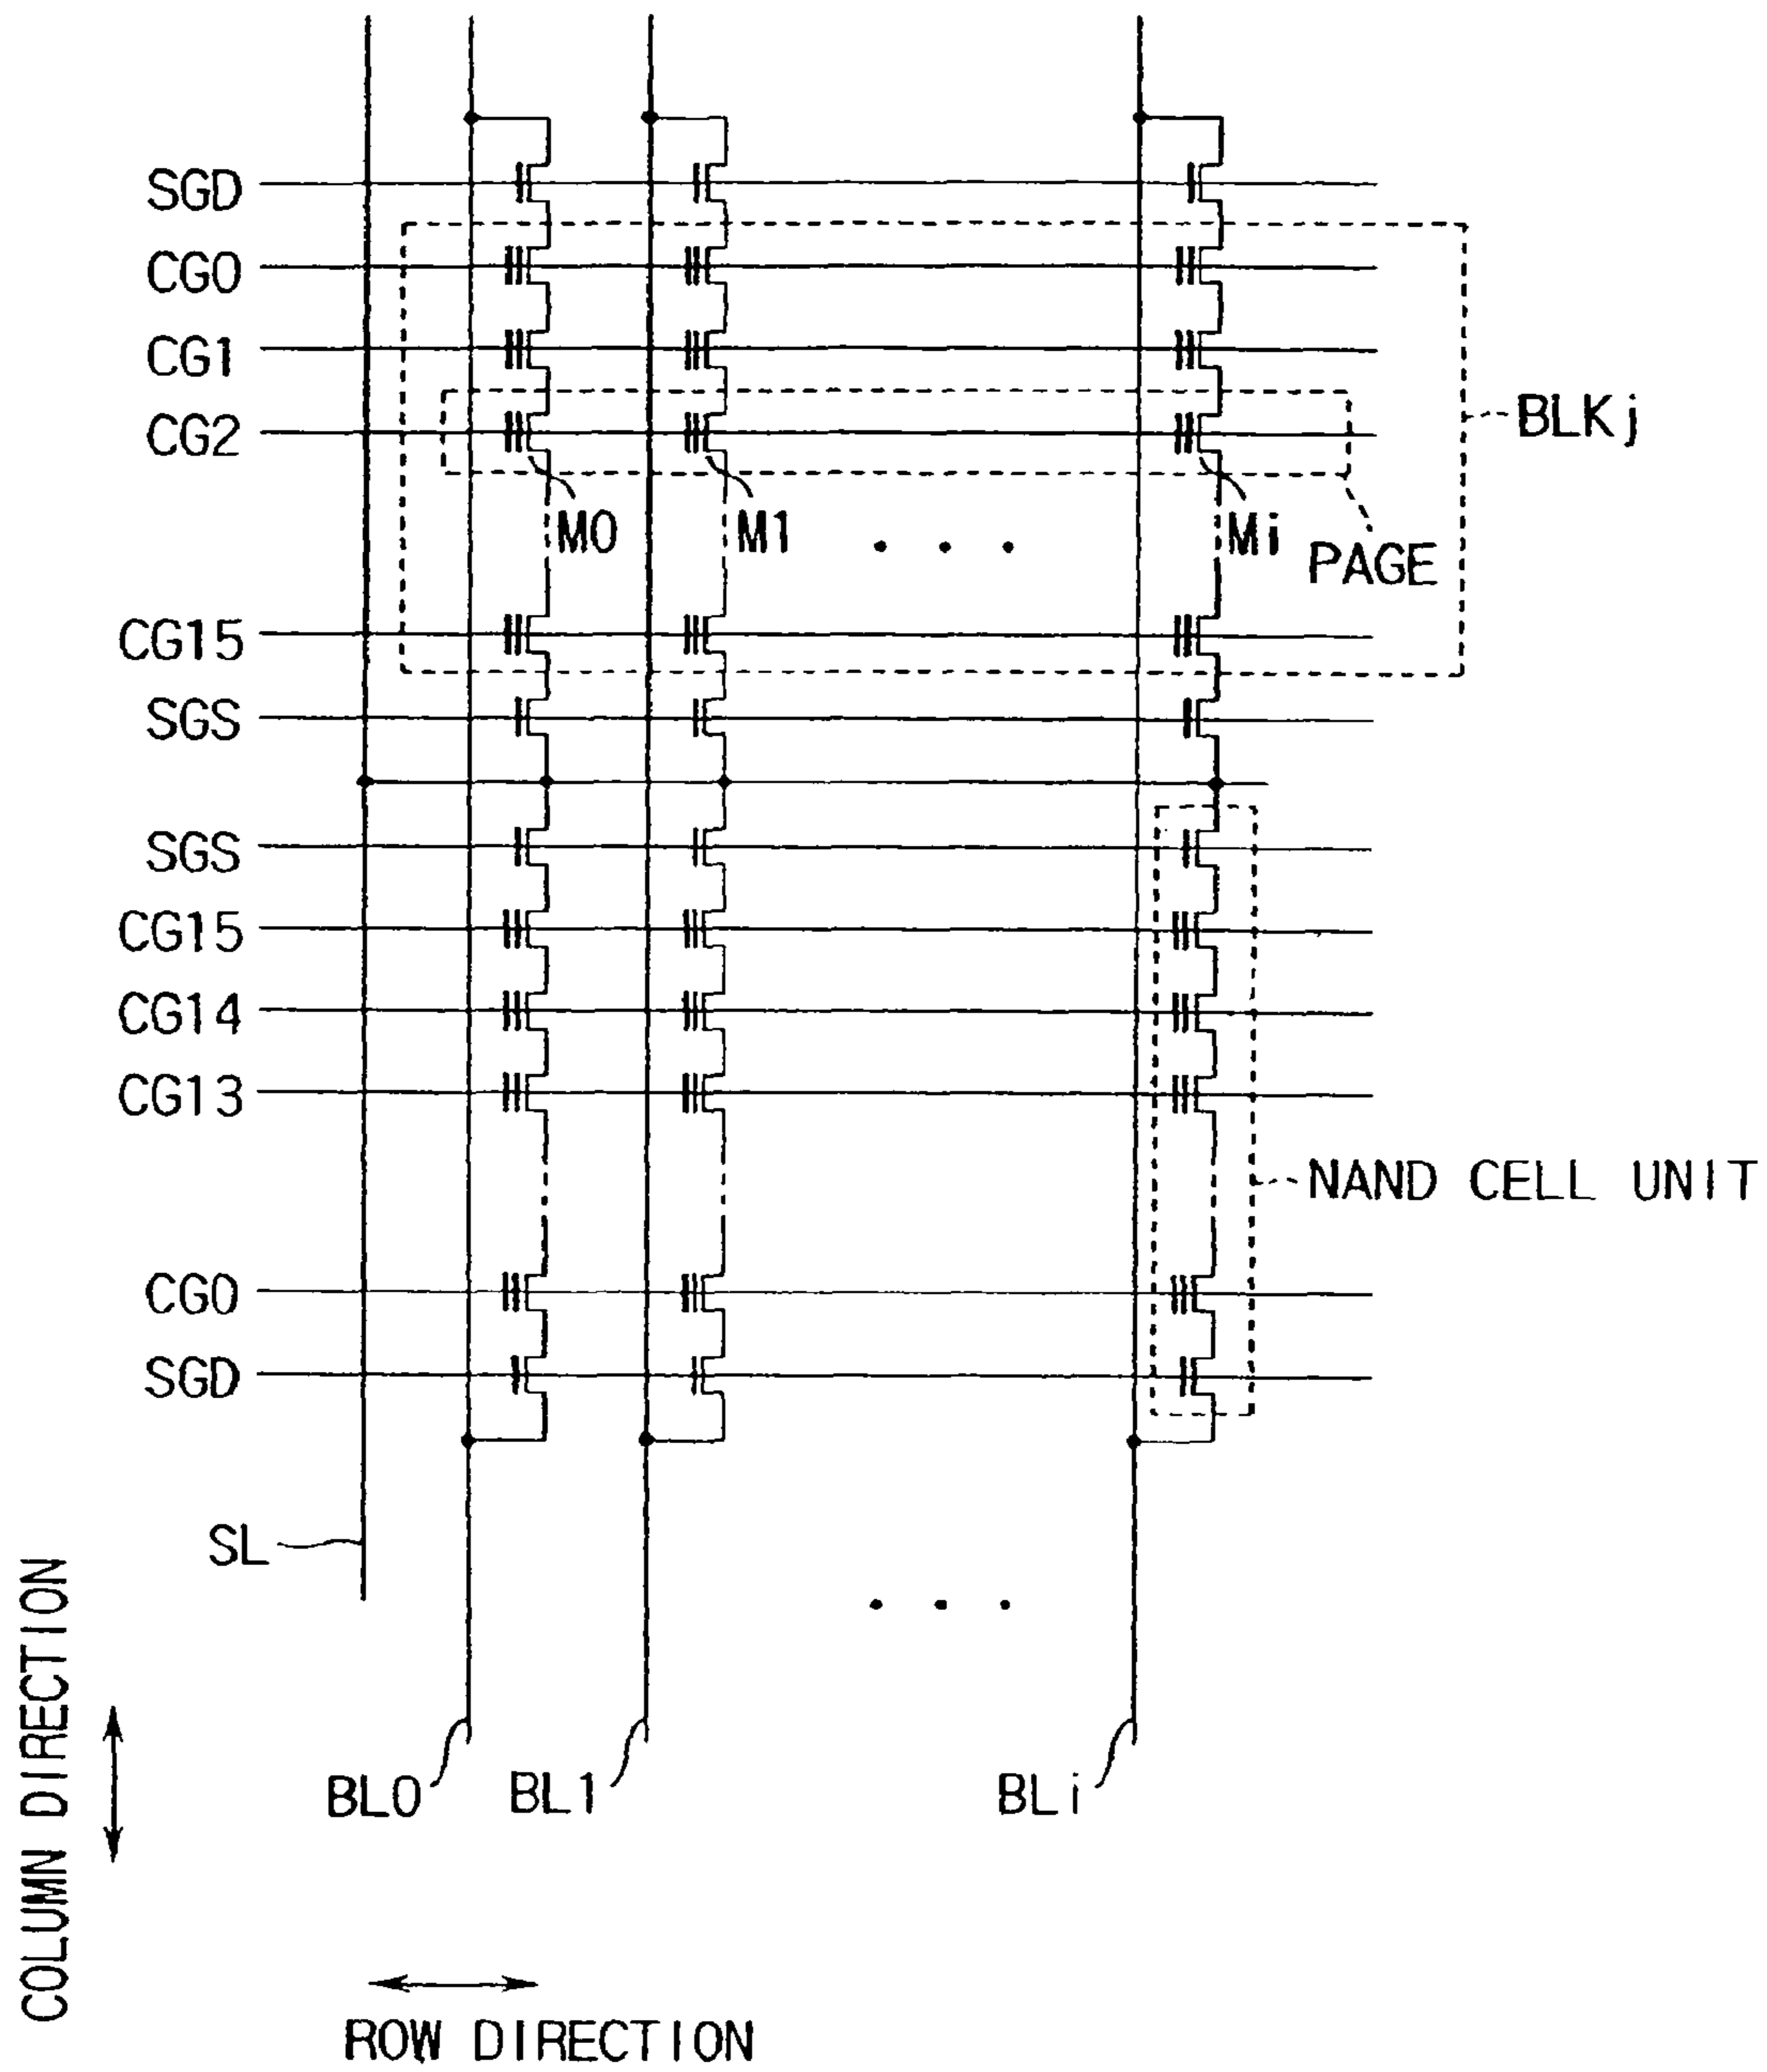 SGD
CG0
CG1
CG2
BLKj
M0 M1 Mi
PAGE
CG15
SGS
SGS
CG15
CG14
CG13
NAND CELL UNIT
CG0
SGD
SL
BL0 BL1 BLi
COLUMN DIRECTION
ROW DIRECTION